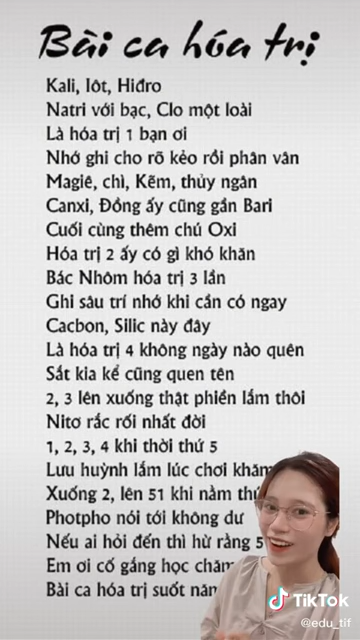 Bài ca hóa trị
Kali, Iôt, Hiđro
Natri với bạc, Clo một loài
Là hóa trị 1 bạn ơi
Nhớ ghi cho rõ kẻo rồi phân vân
Magiê, chì, Kẽm, thủy ngân
Canxi, Đồng ấy cũng gần Bari
Cuối cùng thêm chú Oxi
Hóa trị 2 ấy có gì khó khăn
Bác Nhôm hóa trị 3 lần
Ghi sâu trí nhớ khi cần có ngay
Cacbon, Silic này đây
Là hóa trị 4 không ngày nào quên
Sắt kia kể cũng quen tên
2, 3 lên xuống thật phiền lắm thôi
Nitơ rắc rối nhất đời
1, 2, 3, 4 khi thời thứ 5
Lưu huỳnh lắm lúc chơi khăm
Xuống 2, lên 51 khi nằm
Photpho nói tới không dư
Nếu ai hỏi đến thì hừ rằng 5
Em ơi cố gắng học
Bài ca hóa trị suốt
TikTok
@edu_tif